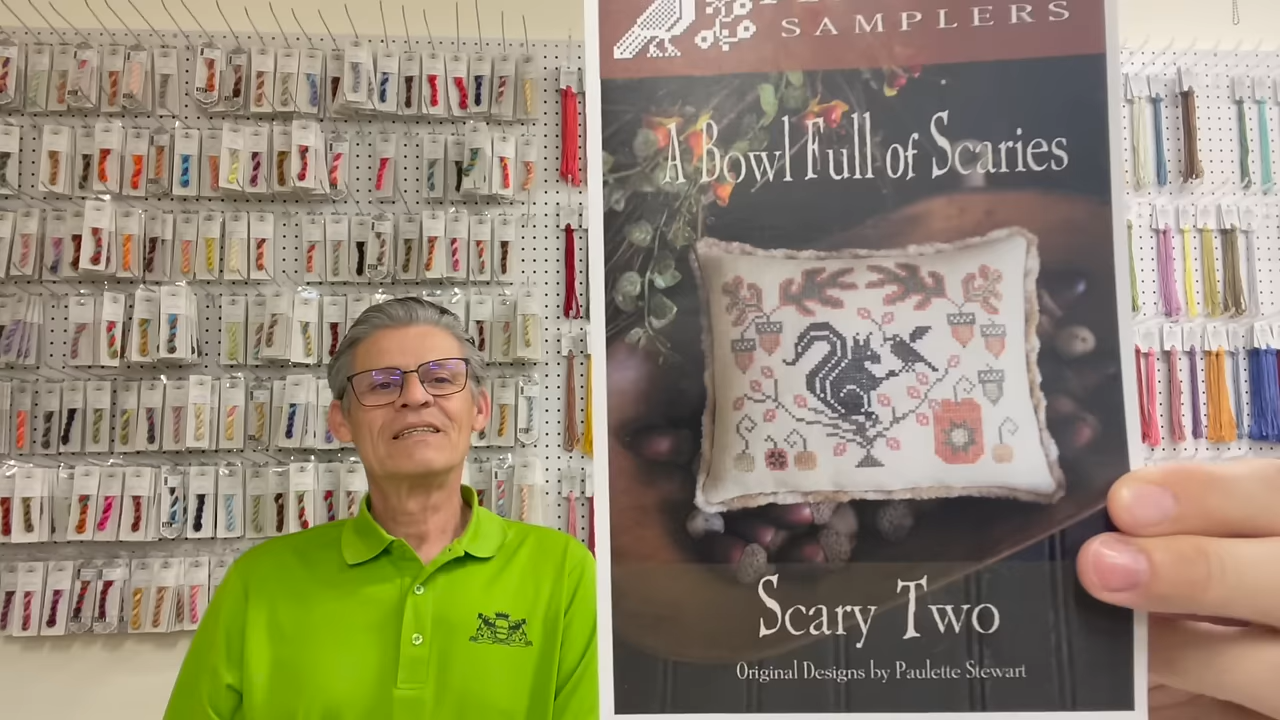 SAMPLERS
A Bowl Full of Scaries
Scary Two
Original Designs by Paulette Stewart